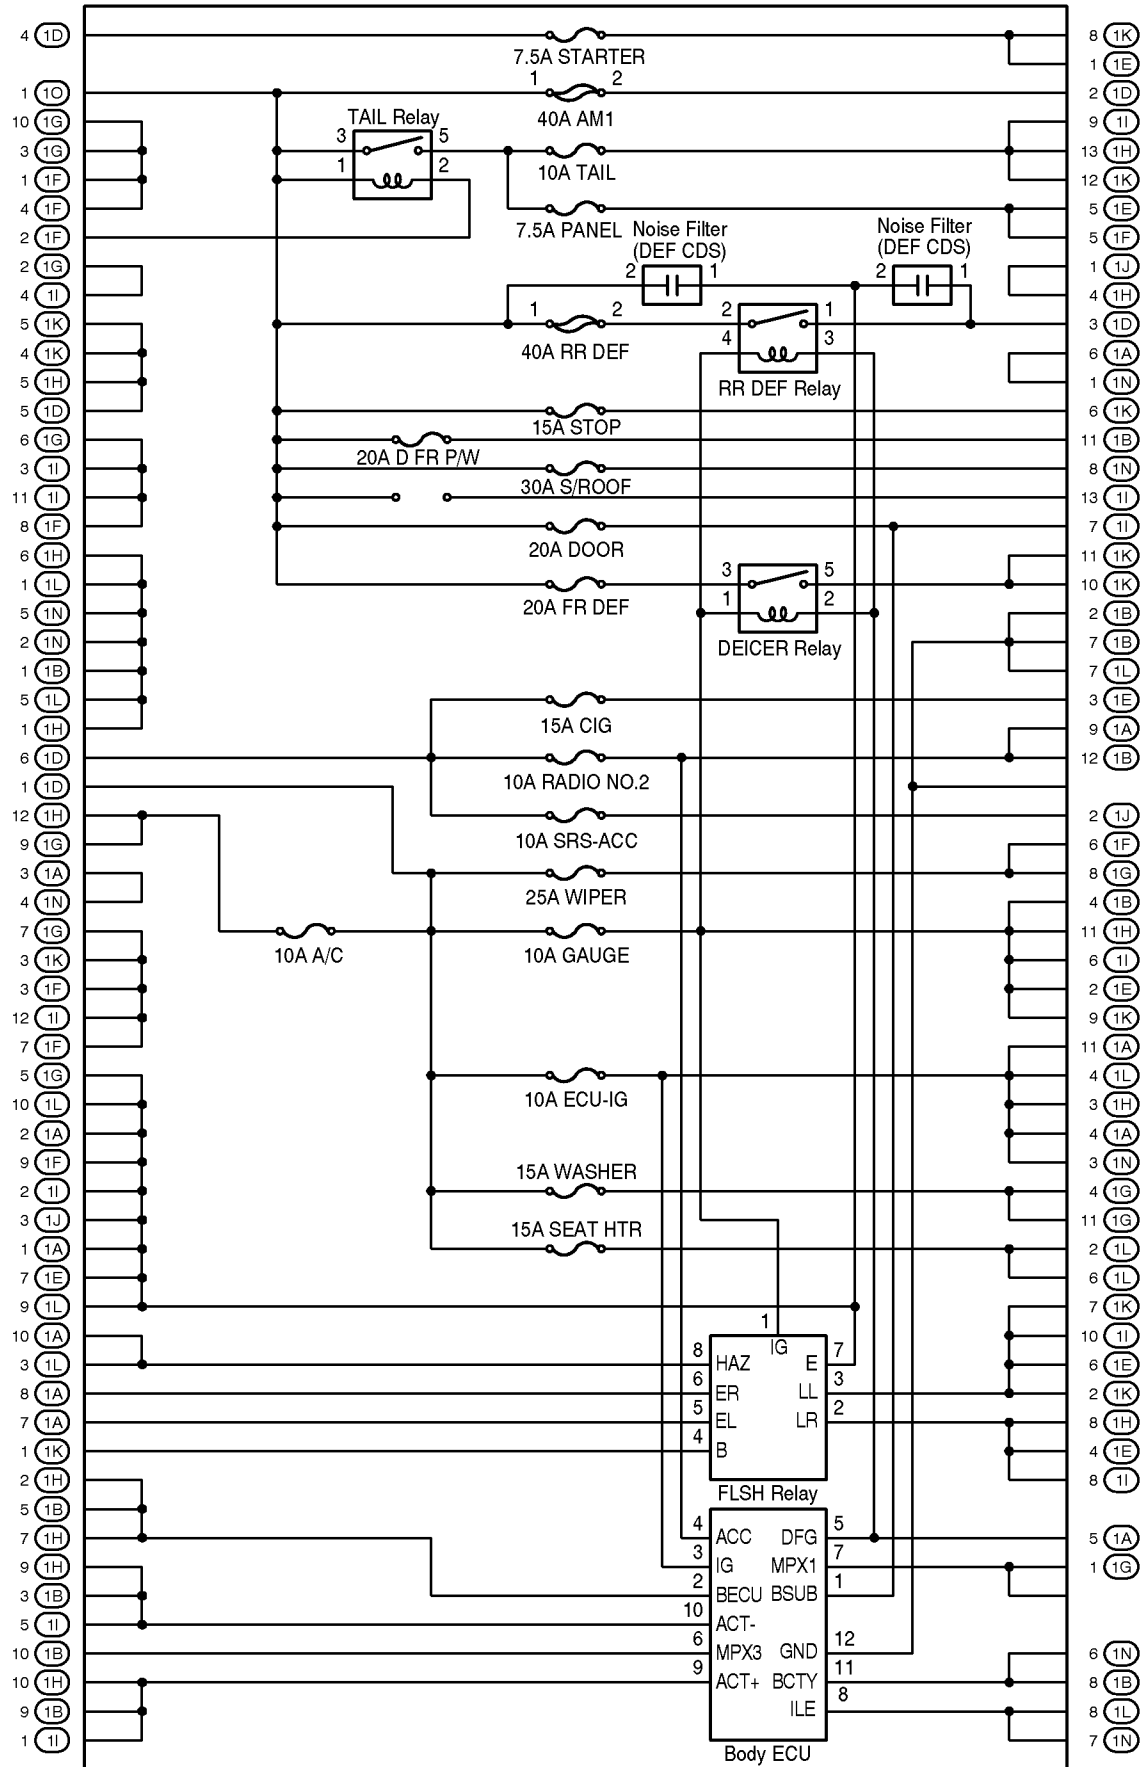 4 1D
7.5A STARTER
8 1K
1 1E
1 1O
1 2
40A AM1
2 1D
10 1G
TAIL Relay
9 1I
3 1G
3 5
10A TAIL
13 1H
1 1F
1 2
12 1K
4 1F
7.5A PANEL
5 1E
2 1F
Noise Filter
(DEF CDS)
Noise Filter
(DEF CDS)
5 1F
2 1G
2 1
2 1
1 1J
4 1I
4 1H
5 1K
1 2
40A RR DEF
2 1
3 1D
4 1K
4 3
RR DEF Relay
6 1A
5 1H
1 1N
5 1D
15A STOP
6 1K
6 1G
20A D FR P/W
11 1B
3 1I
30A S/ROOF
8 1N
11 1I
13 1I
8 1F
20A DOOR
7 1I
6 1H
11 1K
1 1L
20A FR DEF
3 5
10 1K
5 1N
1 2
DEICER Relay
2 1B
2 1N
7 1B
1 1B
7 1L
5 1L
15A CIG
3 1E
1 1H
9 1A
6 1D
10A RADIO NO.2
12 1B
1 1D
12 1H
10A SRS-ACC
2 1J
9 1G
6 1F
3 1A
25A WIPER
8 1G
4 1N
4 1B
7 1G
10A A/C
10A GAUGE
11 1H
3 1K
6 1I
3 1F
2 1E
12 1I
9 1K
7 1F
11 1A
5 1G
10A ECU-IG
4 1L
10 1L
3 1H
2 1A
4 1A
9 1F
3 1N
2 1I
15A WASHER
4 1G
3 1J
11 1G
1 1A
15A SEAT HTR
2 1L
7 1E
6 1L
9 1L
7 1K
10 1A
1
IG
10 1I
3 1L
8 HAZ E 7
6 1E
8 1A
6 ER LL 3
2 1K
7 1A
5 EL LR 2
8 1H
1 1K
4 B
4 1E
2 1H
FLSH Relay
8 1I
5 1B
7 1H
4 ACC DFG 5
5 1A
9 1H
3 IG MPX1 7
1 1G
3 1B
2 BECU BSUB 1
5 1I
10 ACT-
10 1B
6 MPX3 GND 12
6 1N
10 1H
9 ACT+ BCTY 11
8 1B
9 1B
ILE 8
8 1L
1 1I
Body ECU
7 1N